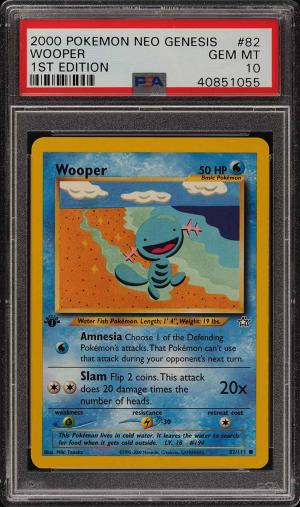 2000 POKEMON NEO GENESIS #82
WOOPER GEM MT
1ST EDITION PSA 10
40851055
Wooper 50 HP
Basic Pokémon
Water Fish Pokémon. Length: 1' 4", Weight: 19 lbs.
Amnesia Choose 1 of the Defending
Pokémon's attacks. That Pokémon can't use
that attack during your opponent's next turn.
Slam Flip 2 coins. This attack
does 20 damage times the 20x
number of heads.
weakness resistance retreat cost
-30
This Pokémon lives in cold water. It leaves the water to search
for food when it gets cold outside. LV. 18 #194
Illus. Miki Tanaka 82/111